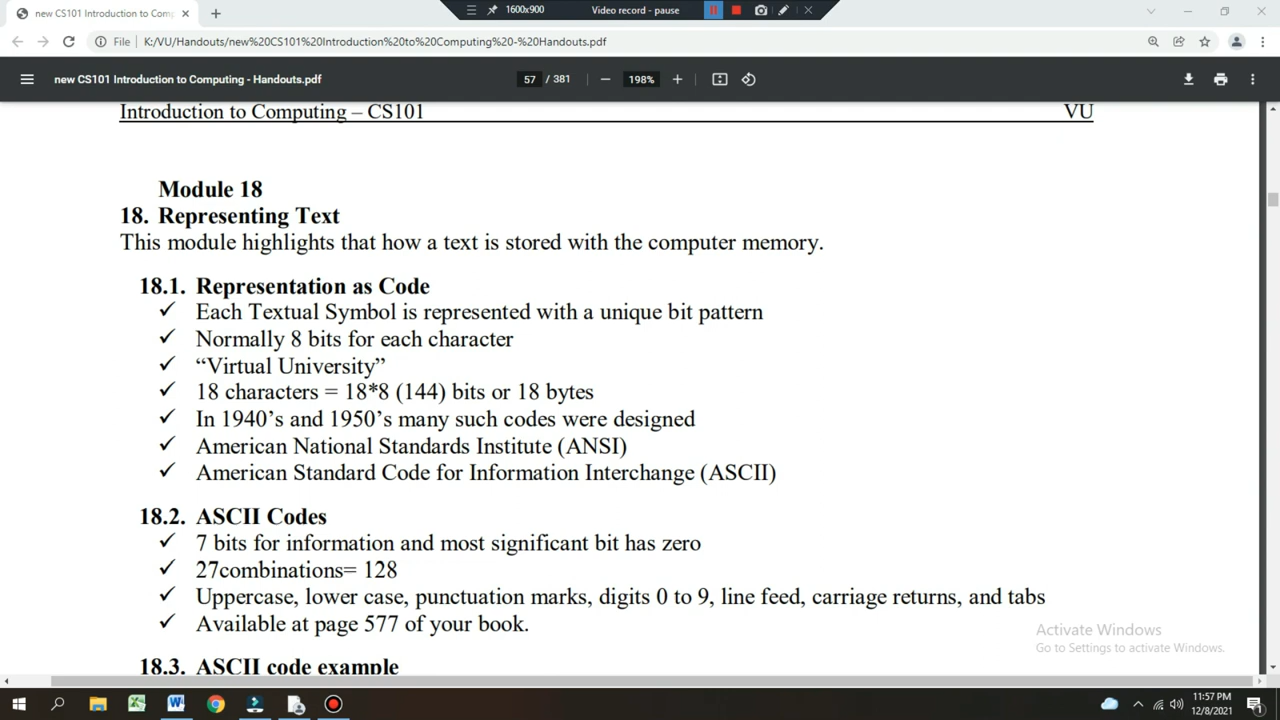 new CS101 Introduction to Comp
1600x900
Video record - pause
File
K:/VU/Handouts/new%20CS101%20Introduction%20to%20Computing%20-%20Handouts.pdf
new CS101 Introduction to Computing - Handouts.pdf
57 / 381
198%
Introduction to Computing – CS101 VU
Module 18
18. Representing Text
This module highlights that how a text is stored with the computer memory.
18.1. Representation as Code
✓ Each Textual Symbol is represented with a unique bit pattern
✓ Normally 8 bits for each character
✓ “Virtual University”
✓ 18 characters = 18*8 (144) bits or 18 bytes
✓ In 1940’s and 1950’s many such codes were designed
✓ American National Standards Institute (ANSI)
✓ American Standard Code for Information Interchange (ASCII)
18.2. ASCII Codes
✓ 7 bits for information and most significant bit has zero
✓ 27combinations= 128
✓ Uppercase, lower case, punctuation marks, digits 0 to 9, line feed, carriage returns, and tabs
✓ Available at page 577 of your book.
Activate Windows
Go to Settings to activate Windows.
18.3. ASCII code example
11:57 PM
12/8/2021
1